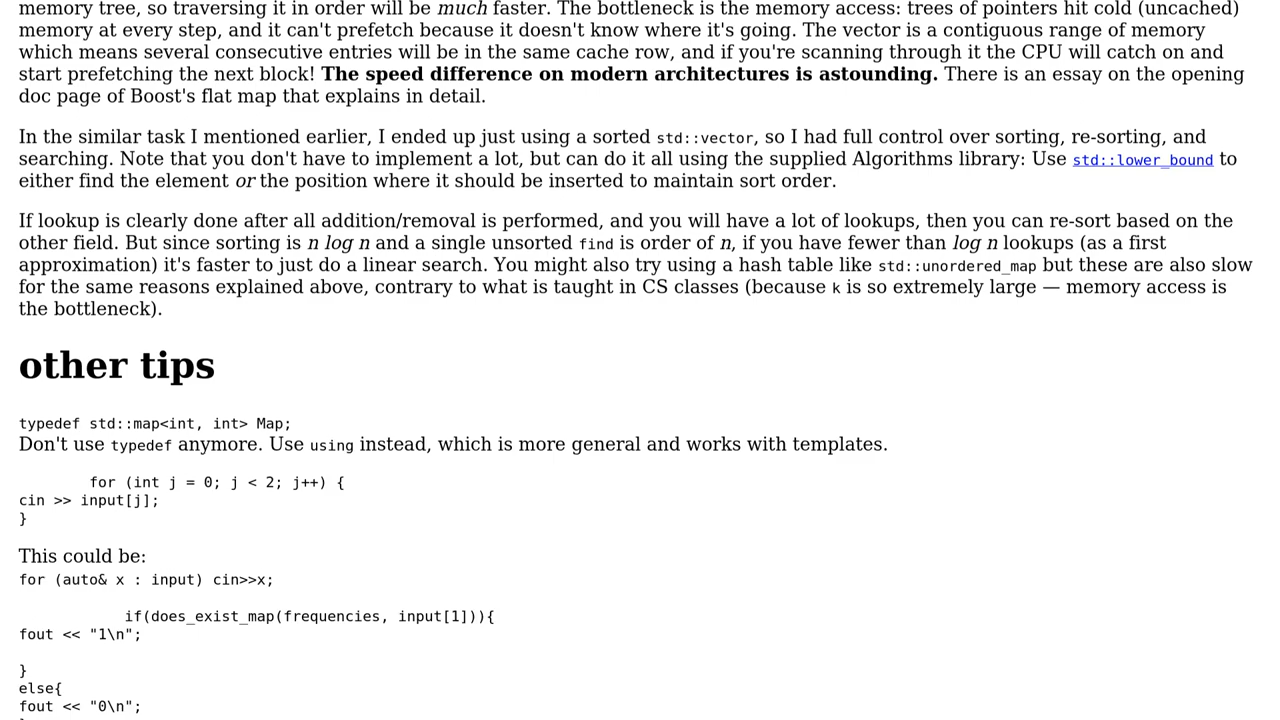 memory tree, so traversing it in order will be much faster. The bottleneck is the memory access: trees of pointers hit cold (uncached)
memory at every step, and it can't prefetch because it doesn't know where it's going. The vector is a contiguous range of memory
which means several consecutive entries will be in the same cache row, and if you're scanning through it the CPU will catch on and
start prefetching the next block! The speed difference on modern architectures is astounding. There is an essay on the opening
doc page of Boost's flat map that explains in detail.
In the similar task I mentioned earlier, I ended up just using a sorted std::vector, so I had full control over sorting, re-sorting, and
searching. Note that you don't have to implement a lot, but can do it all using the supplied Algorithms library: Use std::lower_bound to
either find the element or the position where it should be inserted to maintain sort order.
If lookup is clearly done after all addition/removal is performed, and you will have a lot of lookups, then you can re-sort based on the
other field. But since sorting is n log n and a single unsorted find is order of n, if you have fewer than log n lookups (as a first
approximation) it's faster to just do a linear search. You might also try using a hash table like std::unordered_map but these are also slow
for the same reasons explained above, contrary to what is taught in CS classes (because k is so extremely large — memory access is
the bottleneck).
other tips
typedef std::map<int, int> Map;
Don't use typedef anymore. Use using instead, which is more general and works with templates.
for (int j = 0; j < 2; j++) {
cin >> input[j];
}
This could be:
for (auto& x : input) cin>>x;
if(does_exist_map(frequencies, input[1])){
fout << "1\n";
}
else{
fout << "0\n";